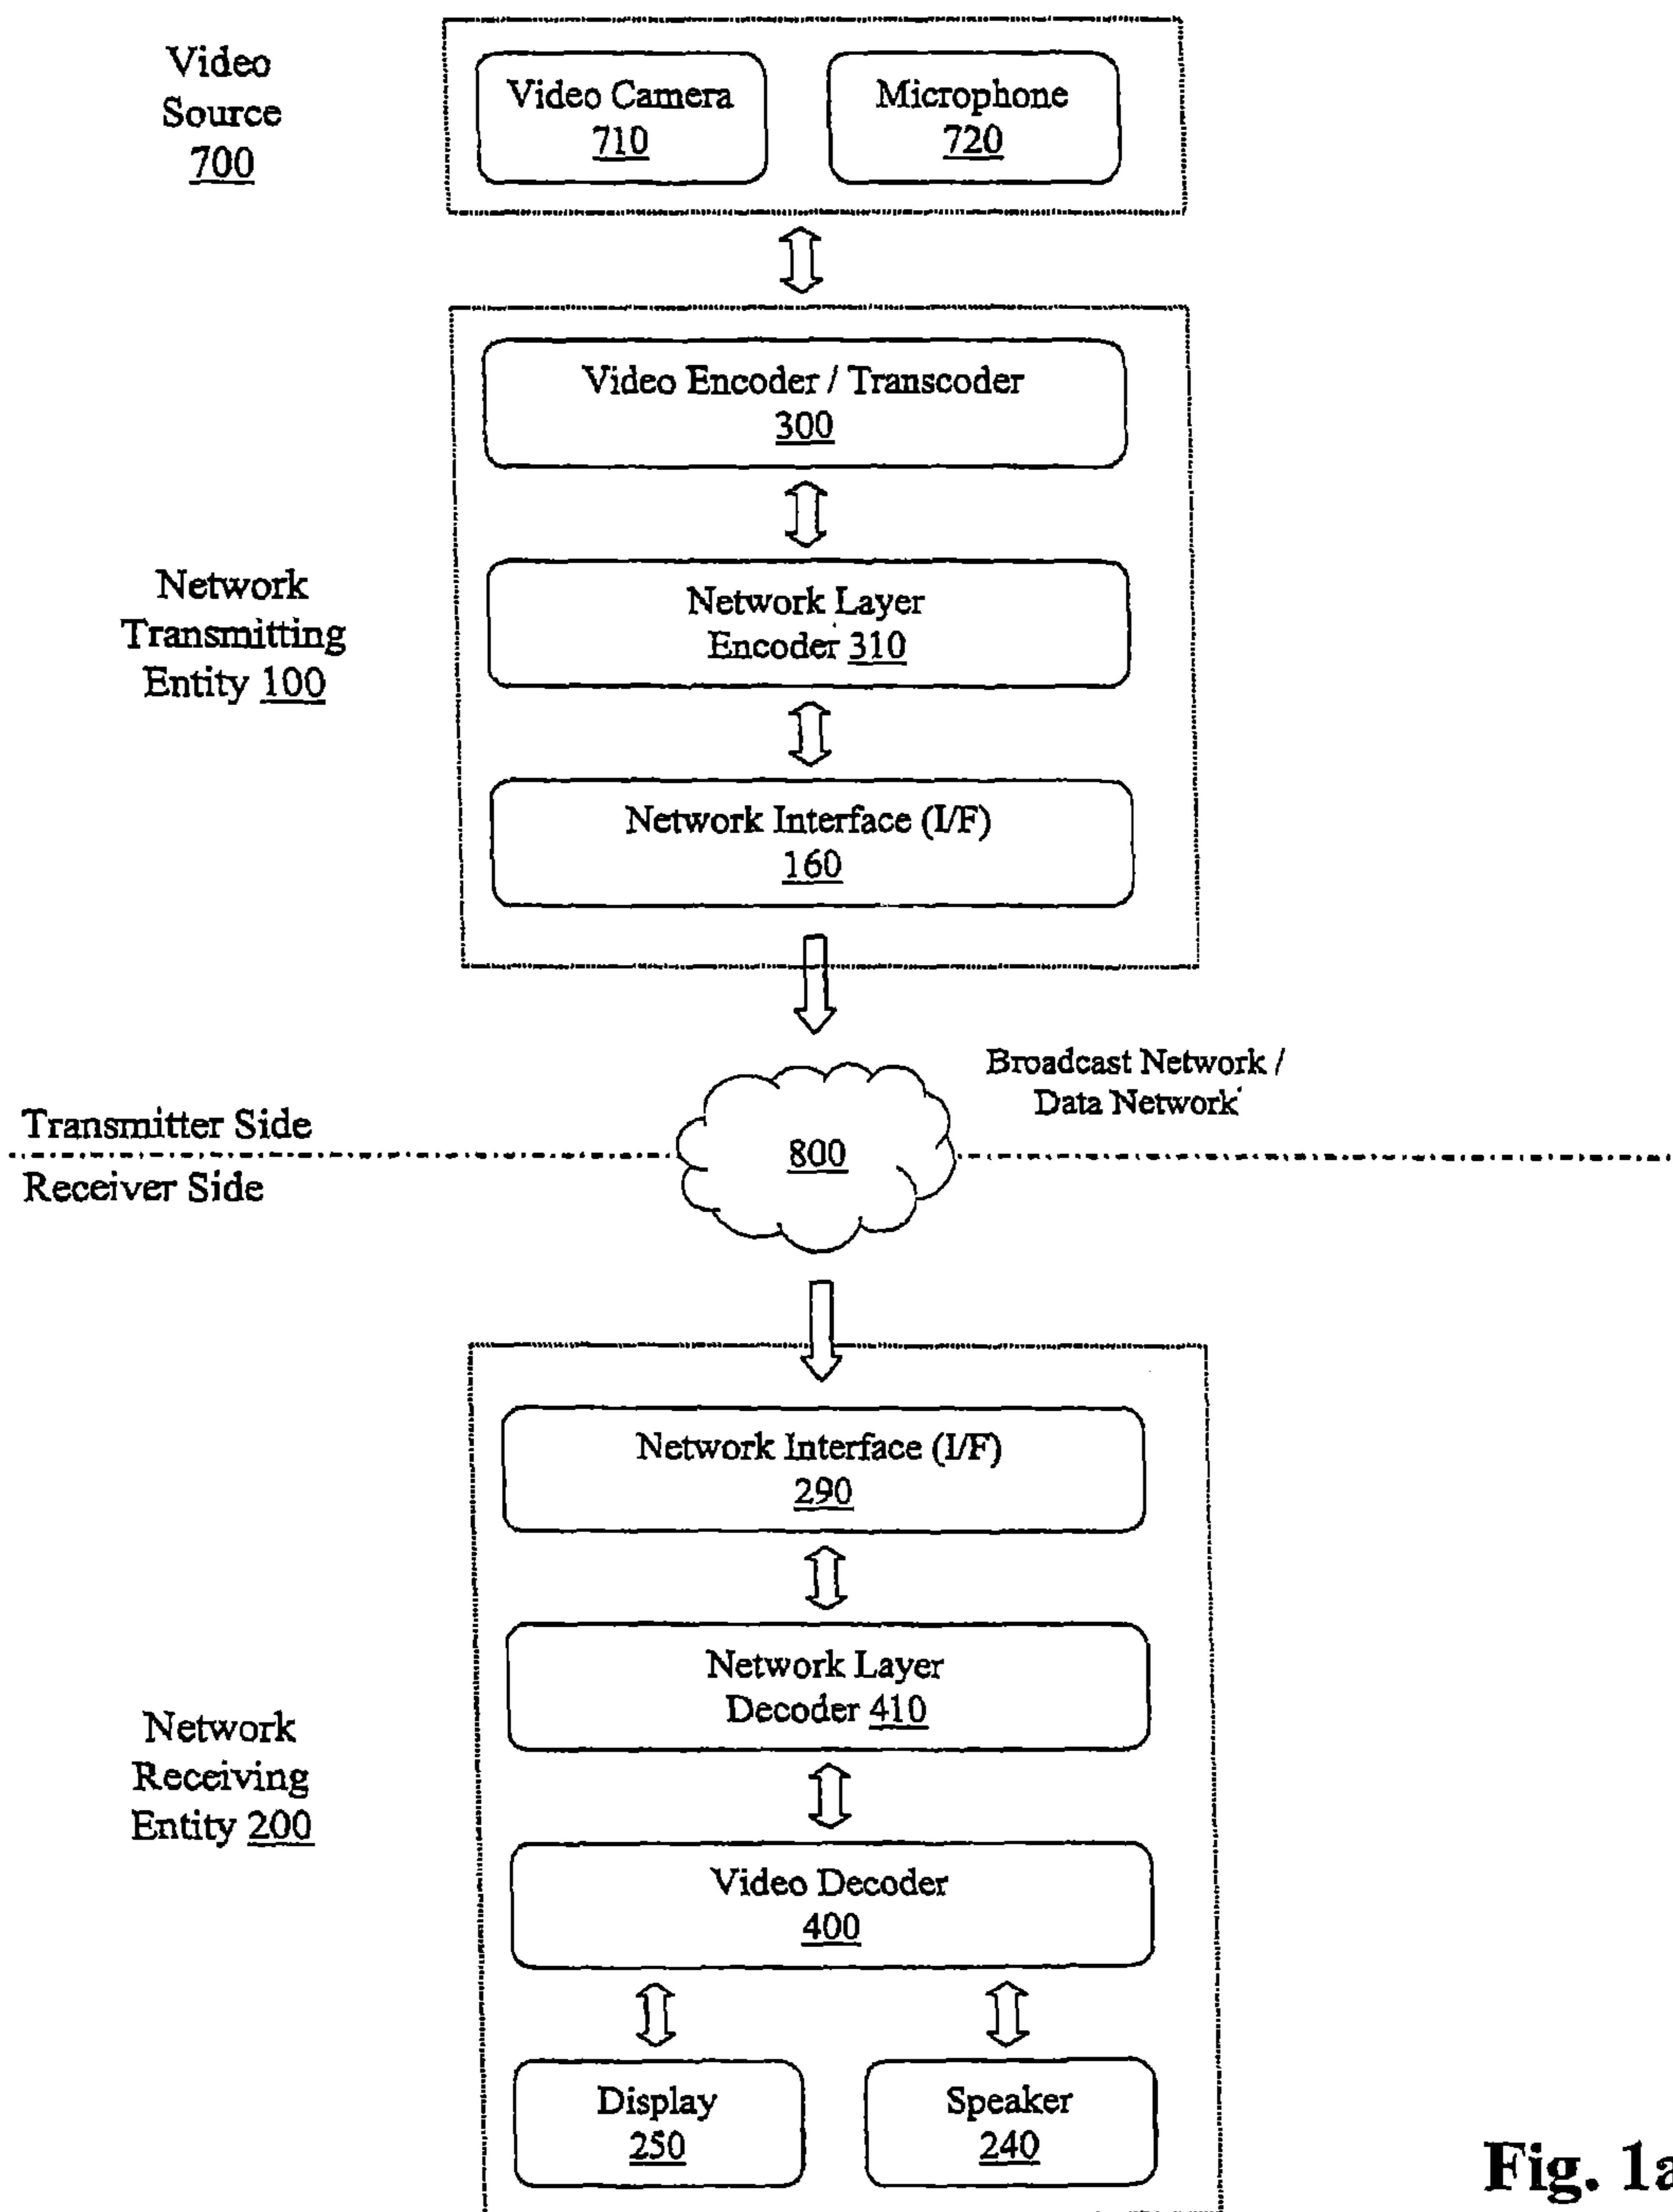 Video
Source
700
Video Camera
710
Microphone
720
Video Encoder / Transcoder
300
Network
Transmitting
Entity 100
Network Layer
Encoder 310
Network Interface (I/F)
160
Broadcast Network /
Data Network
Transmitter Side
800
Receiver Side
Network Interface (I/F)
290
Network Layer
Decoder 410
Network
Receiving
Entity 200
Video Decoder
400
Display
250
Speaker
240
Fig. 1a